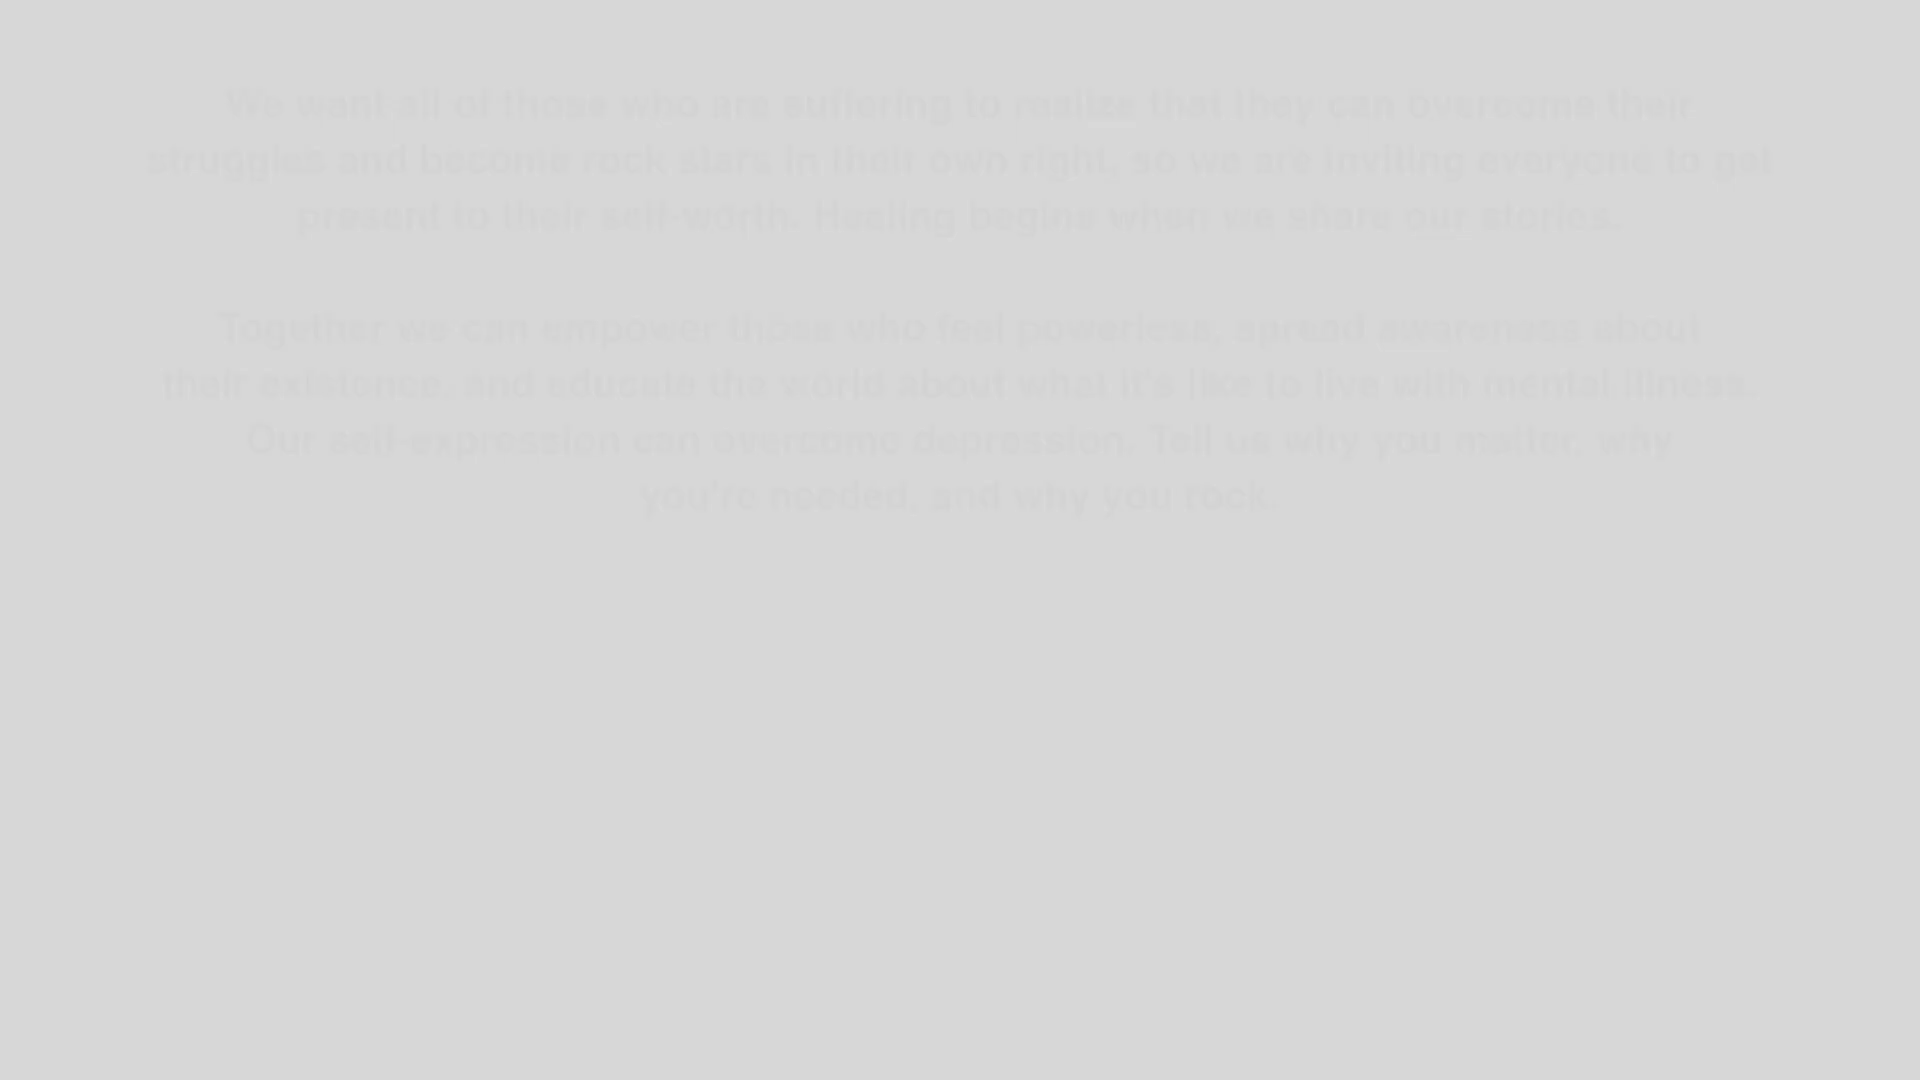 We want all of those who are suffering to realize that they can overcome their
struggles and become rock stars in their own right, so we are inviting everyone to get
present to their self-worth. Healing begins when we share our stories.
Together we can empower those who feel powerless, spread awareness about
their existence, and educate the world about what it's like to live with mental illness.
Our self-expression can overcome depression. Tell us why you matter, why
you're needed, and why you rock.